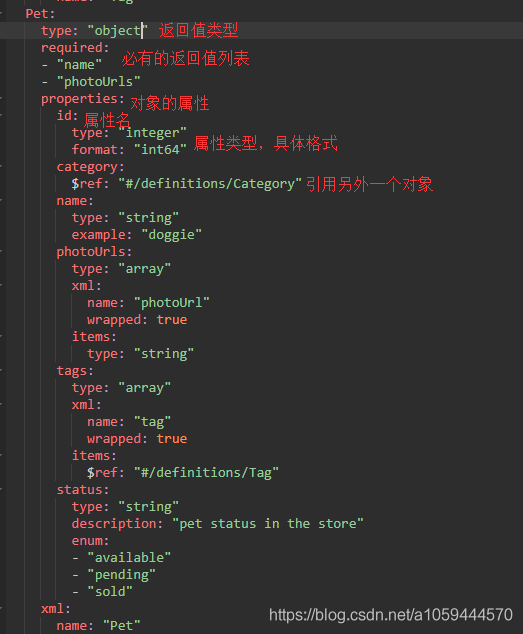 Pet:
type: "object" 返回值类型
required:
- "name" 必有的返回值列表
- "photoUrls"
properties: 对象的属性
id: 属性名
type: "integer"
format: "int64" 属性类型，具体格式
category:
$ref: "#/definitions/Category" 引用另外一个对象
name:
type: "string"
example: "doggie"
photoUrls:
type: "array"
xml:
name: "photoUrl"
wrapped: true
items:
type: "string"
tags:
type: "array"
xml:
name: "tag"
wrapped: true
items:
$ref: "#/definitions/Tag"
status:
type: "string"
description: "pet status in the store"
enum:
- "available"
- "pending"
- "sold"
xml:
name: "Pet"
https://blog.csdn.net/a1059444570